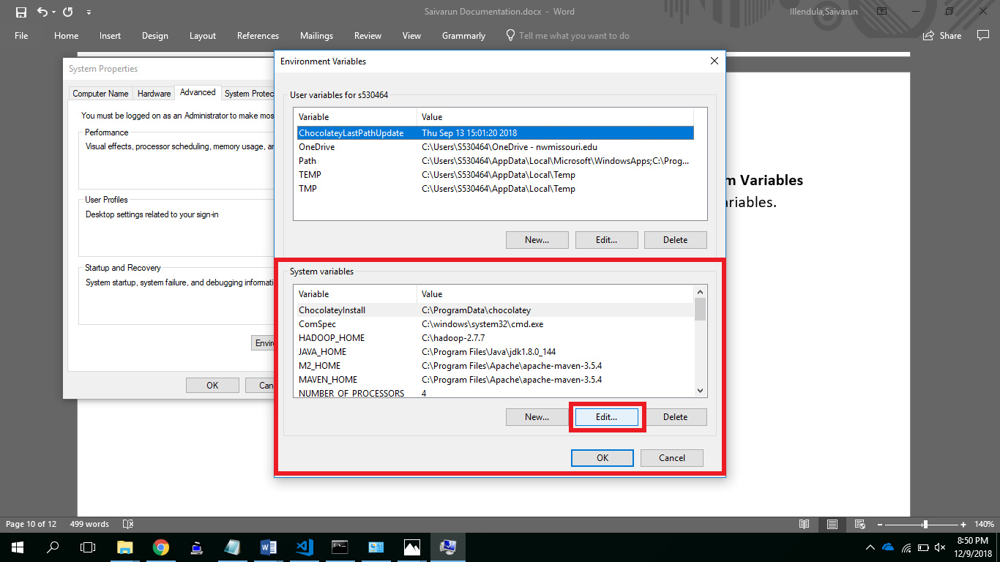 Saivarun Documentation.docx - Word
Illendula,Saivarun
File Home Insert Design Layout References Mailings Review View Grammarly Tell me what you want to do Share
System Properties
Computer Name Hardware Advanced System Protec
You must be logged on as an Administrator to make mos
Performance
Visual effects, processor scheduling, memory usage, an
User Profiles
Desktop settings related to your sign-in
Startup and Recovery
System startup, system failure, and debugging informati
Envir
OK Can
Environment Variables
User variables for s530464
Variable Value
ChocolateyLastPathUpdate Thu Sep 13 15:01:20 2018
OneDrive C:\Users\S530464\OneDrive - nwmissouri.edu
Path C:\Users\S530464\AppData\Local\Microsoft\WindowsApps;C:\Prog...
TEMP C:\Users\S530464\AppData\Local\Temp
TMP C:\Users\S530464\AppData\Local\Temp
New... Edit... Delete
System variables
Variable Value
ChocolateyInstall C:\ProgramData\chocolatey
ComSpec C:\windows\system32\cmd.exe
HADOOP_HOME C:\hadoop-2.7.7
JAVA_HOME C:\Program Files\Java\jdk1.8.0_144
M2_HOME C:\Program Files\Apache\apache-maven-3.5.4
MAVEN_HOME C:\Program Files\Apache\apache-maven-3.5.4
NUMBER_OF_PROCESSORS 4
New... Edit... Delete
OK Cancel
m Variables
ariables.
Page 10 of 12 499 words
140%
8:50 PM
12/9/2018